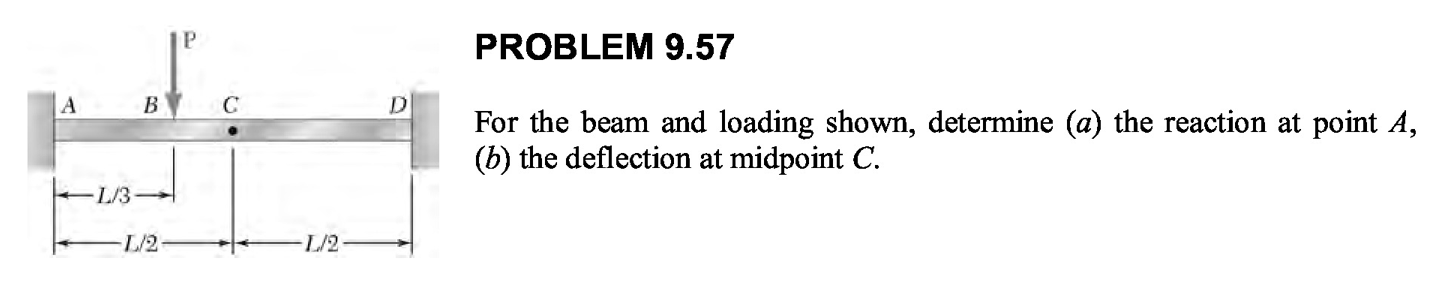 P
PROBLEM 9.57
A B C D
For the beam and loading shown, determine (a) the reaction at point A,
(b) the deflection at midpoint C.
L/3
L/2 L/2